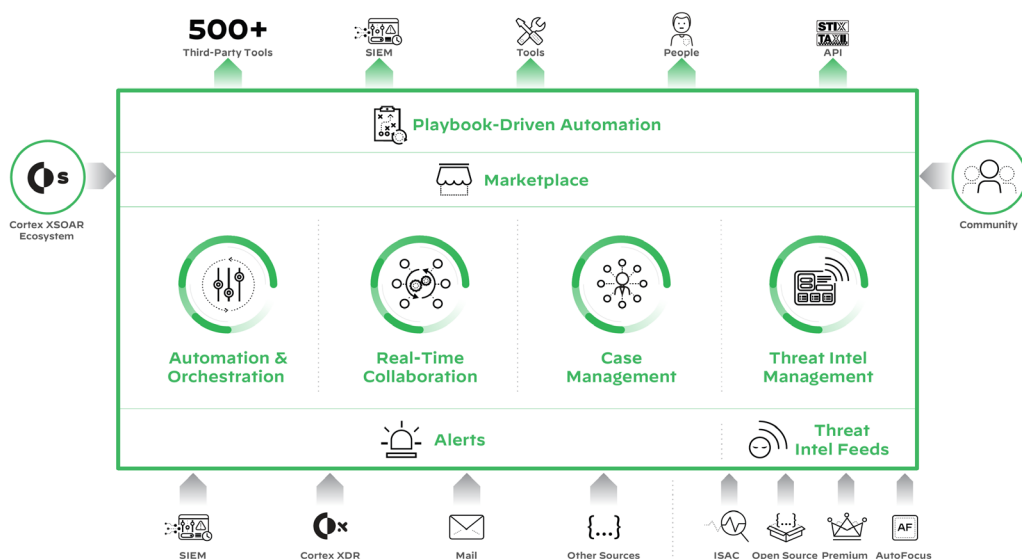 500+
Third-Party Tools
SIEM
Tools
People
STIX
TAXII
API
Playbook-Driven Automation
Marketplace
S
Cortex XSOAR
Ecosystem
Community
Automation &
Orchestration
Real-Time
Collaboration
Case
Management
Threat Intel
Management
Alerts
Threat
Intel Feeds
SIEM
x
Cortex XDR
Mail
{...}
Other Sources
ISAC
{...}
Open Source
Premium
AF
AutoFocus